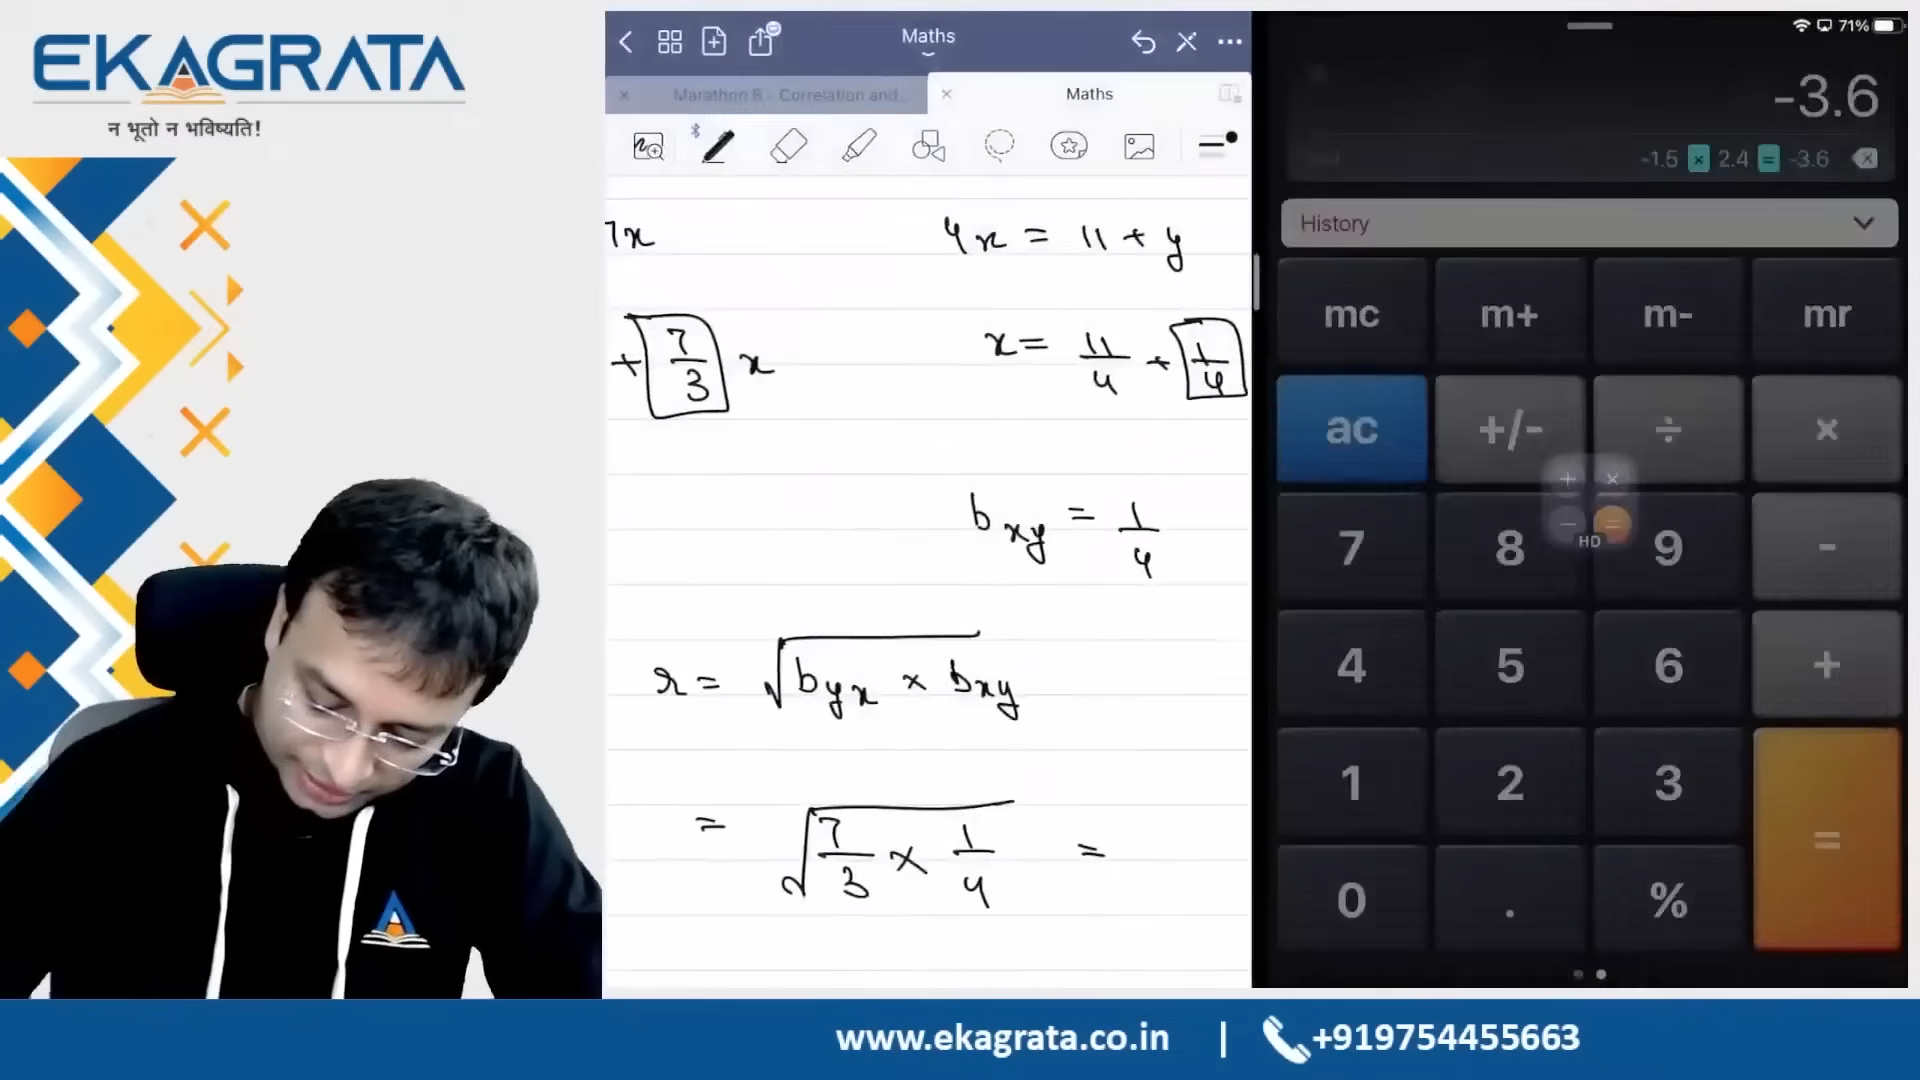 EKAGRATA
न भूतो न भविष्यति!
Maths
Marathon 8 - Correlation and...
Maths
7x
4x = 11 + y
+ 7/3 x
x = 11/4 + 1/4
bxy = 1/4
r = √byx × bxy
= √7/3 × 1/4 =
71%
-3.6
-1.5 × 2.4 = -3.6
History
mc m+ m- mr
ac +/- ÷ ×
7 8 9 -
+ ×
- =
HD
4 5 6 +
1 2 3
=
0 . %
www.ekagrata.co.in | +919754455663